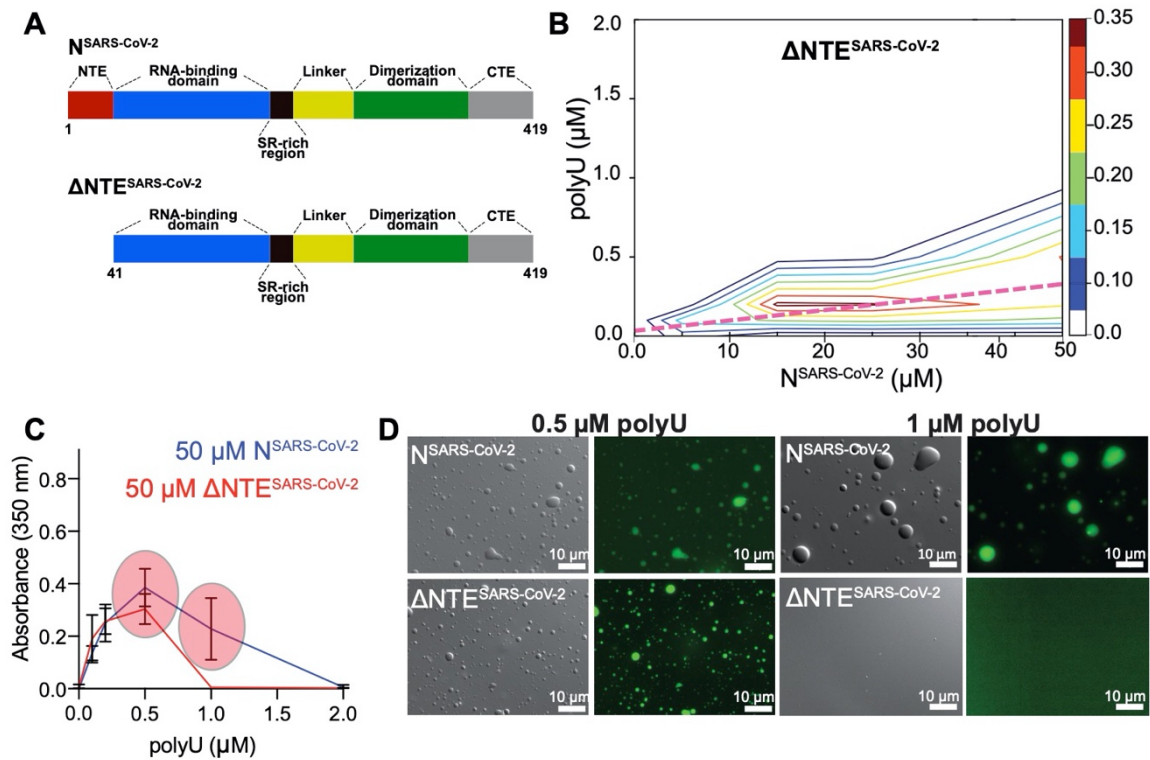 A
N^SARS-CoV-2
NTE
RNA-binding
domain
Linker
Dimerization
domain
CTE
1
SR-rich
region
419
ΔNTE^SARS-CoV-2
RNA-binding
domain
Linker
Dimerization
domain
CTE
41
SR-rich
region
419
B
ΔNTE^SARS-CoV-2
polyU (µM)
2.0
1.5
1.0
0.5
0.0
0.0
10
20
30
40
50
N^SARS-CoV-2 (µM)
0.35
0.30
0.25
0.20
0.15
0.10
0.0
C
50 µM N^SARS-CoV-2
50 µM ΔNTE^SARS-CoV-2
Absorbance (350 nm)
0.8
0.6
0.4
0.2
0.0
0.0
0.5
1.0
1.5
2.0
polyU (µM)
D
0.5 µM polyU
1 µM polyU
N^SARS-CoV-2
10 µm
10 µm
N^SARS-CoV-2
10 µm
10 µm
ΔNTE^SARS-CoV-2
10 µm
10 µm
ΔNTE^SARS-CoV-2
10 µm
10 µm